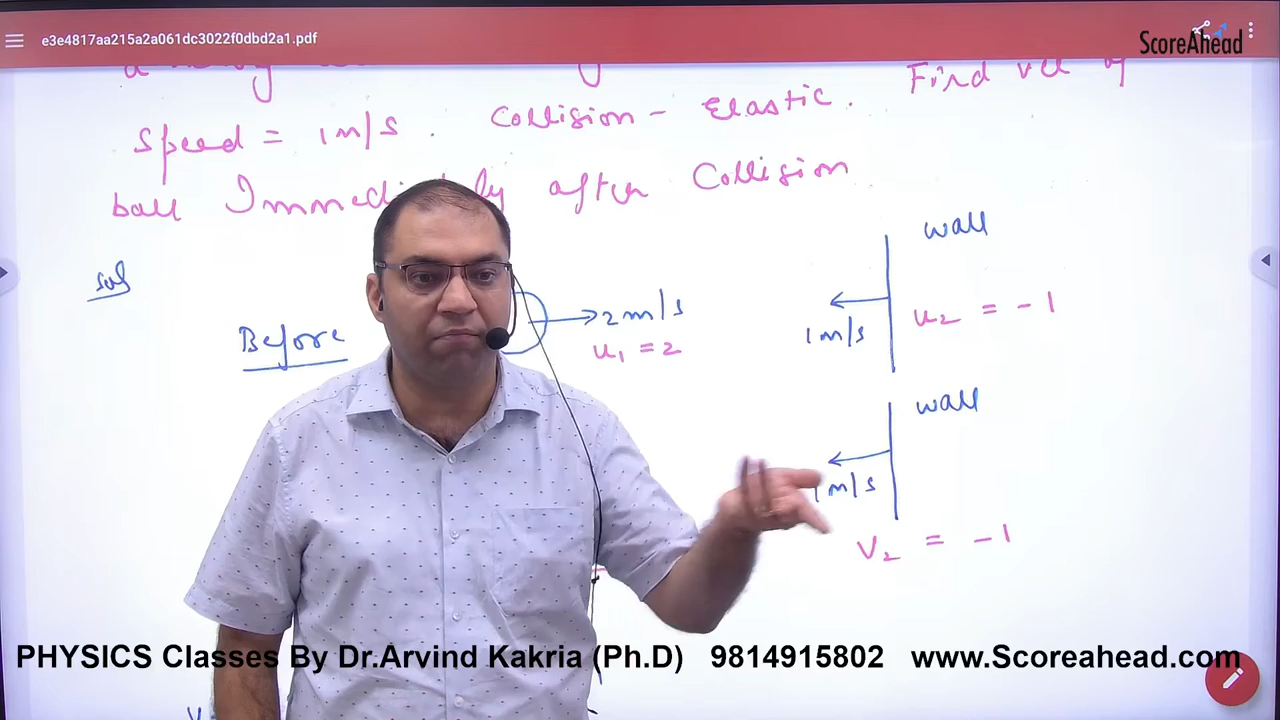 e3e4817aa215a2a061dc3022f0dbd2a1.pdf
ScoreAhead
Find vel of
Speed = 1m/s . Collision - Elastic.
ball Immediately after Collision
Sol
wall
Before
2m/s
u₁ = 2
1m/s
u₂ = -1
wall
1m/s
v₂ = -1
PHYSICS Classes By Dr.Arvind Kakria (Ph.D) 9814915802 www.Scoreahead.com